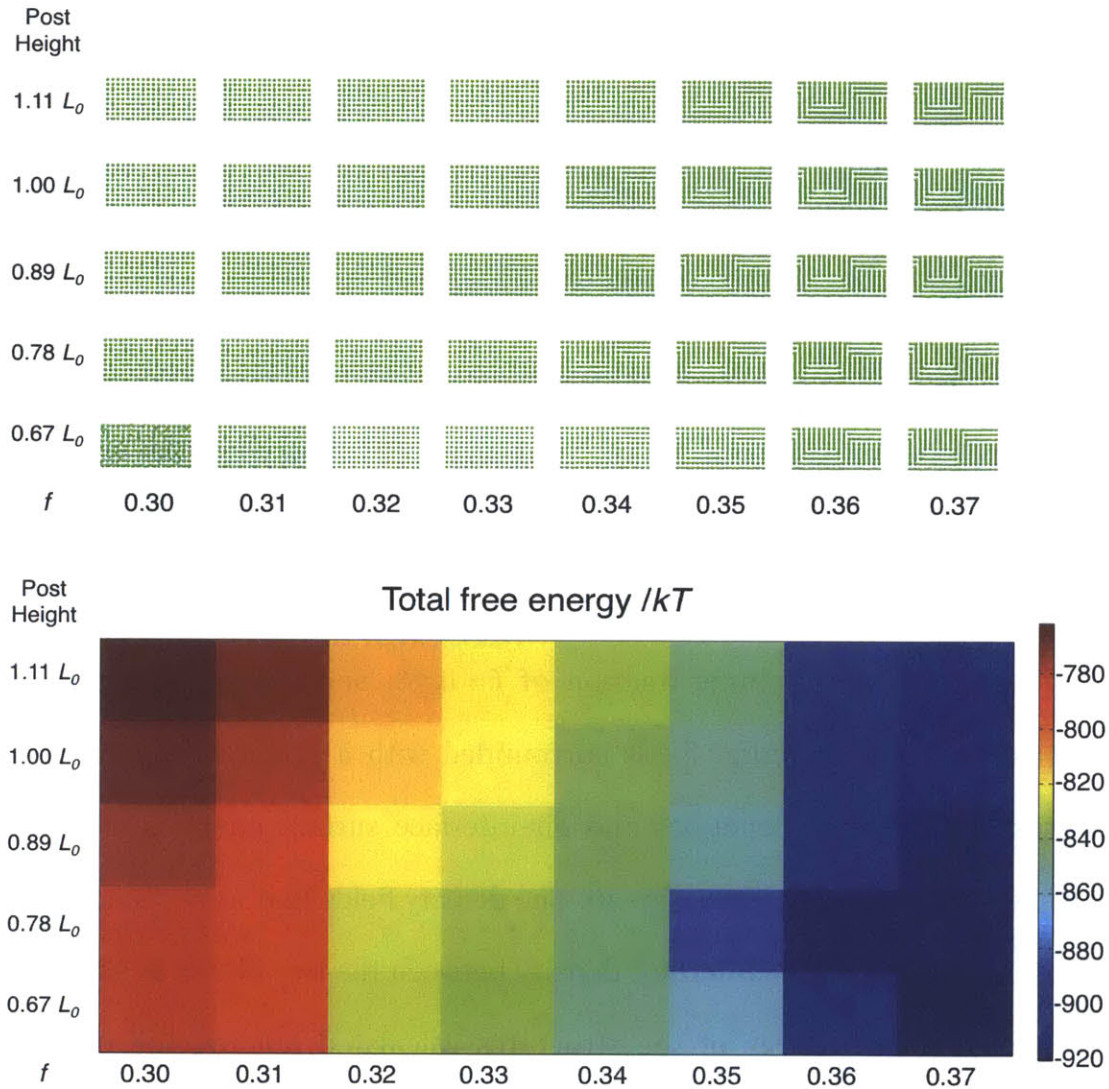 Post
Height
1.11 L0
1.00 L0
0.89 L0
0.78 L0
0.67 L0
f 0.30 0.31 0.32 0.33 0.34 0.35 0.36 0.37
Post
Height
Total free energy /kT
1.11 L0
1.00 L0
0.89 L0
0.78 L0
0.67 L0
f 0.30 0.31 0.32 0.33 0.34 0.35 0.36 0.37
-780
-800
-820
-840
-860
-880
-900
-920